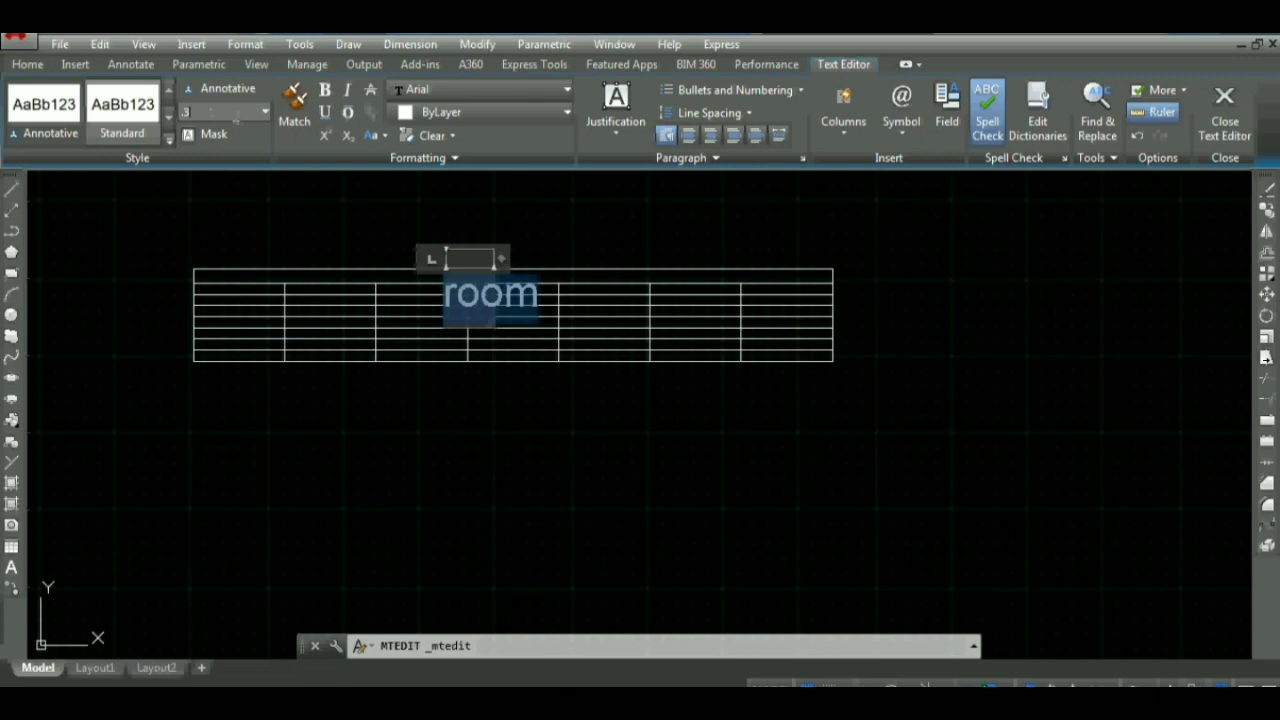 File Edit View Insert Format Tools Draw Dimension Modify Parametric Window Help Express
Home Insert Annotate Parametric View Manage Output Add-ins A360 Express Tools Featured Apps BIM 360 Performance Text Editor
AaBb123 AaBb123 Annotative
Annotative Standard .3 Mask
Style
Match B I A Arial
U O ByLayer
X² X₂ Aa Clear
Formatting
A Justification
Bullets and Numbering
Line Spacing
Paragraph
Columns @ Symbol Field
Insert
ABC Spell Check Edit Dictionaries
Spell Check
Find & Replace
Tools
More
Ruler
Options
Close Text Editor
Close
L
room
A
Y
X
MTEDIT _mtedit
Model Layout1 Layout2 +